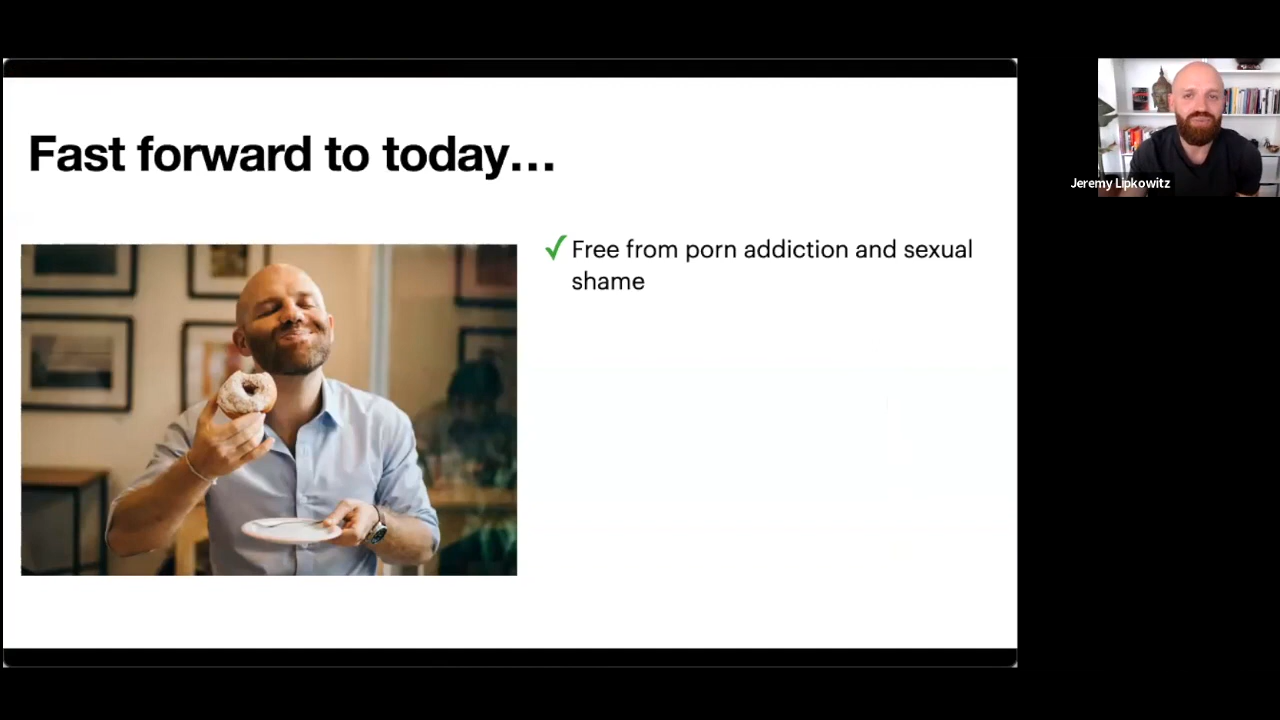 Fast forward to today...
✓ Free from porn addiction and sexual
shame
Jeremy Lipkowitz